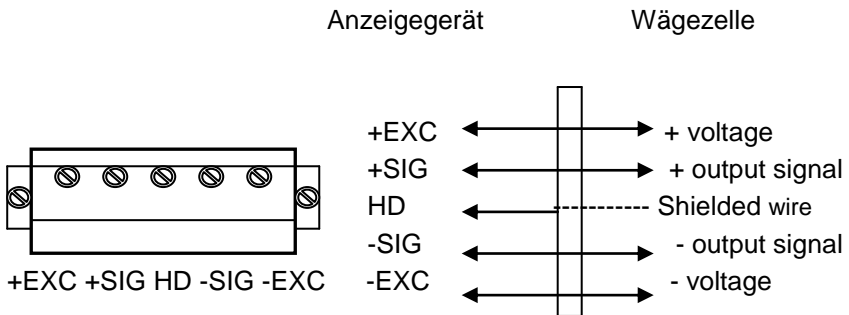 Anzeigegerät Wägezelle
+EXC + voltage
+SIG + output signal
HD Shielded wire
-SIG - output signal
-EXC - voltage
+EXC +SIG HD -SIG -EXC